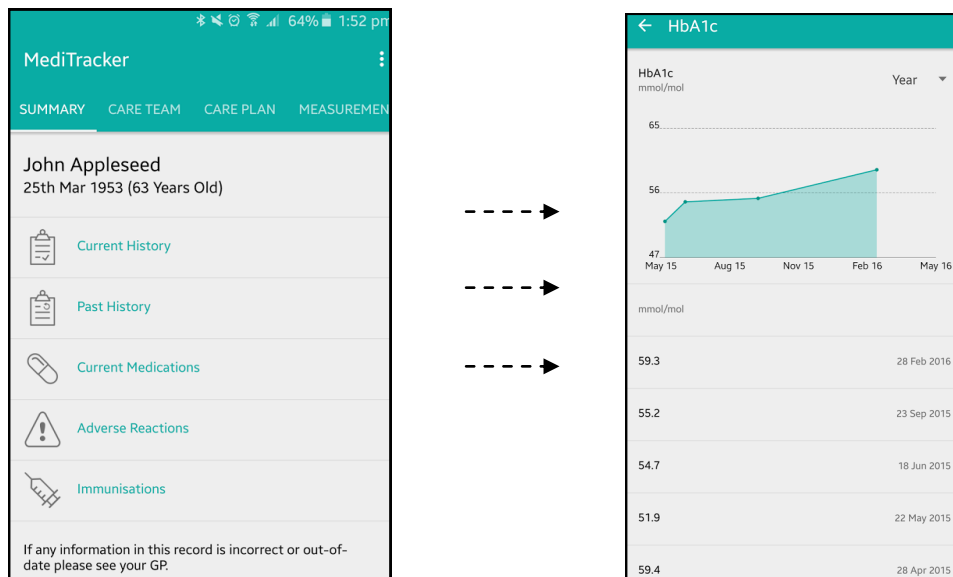 64% 1:52 pm
MediTracker
SUMMARY CARE TEAM CARE PLAN MEASUREMEN
John Appleseed
25th Mar 1953 (63 Years Old)
Current History
Past History
Current Medications
Adverse Reactions
Immunisations
If any information in this record is incorrect or out-of-
date please see your GP.
HbA1c
HbA1c
mmol/mol
Year
65
56
47
May 15 Aug 15 Nov 15 Feb 16 May 16
mmol/mol
59.3 28 Feb 2016
55.2 23 Sep 2015
54.7 18 Jun 2015
51.9 22 May 2015
59.4 28 Apr 2015